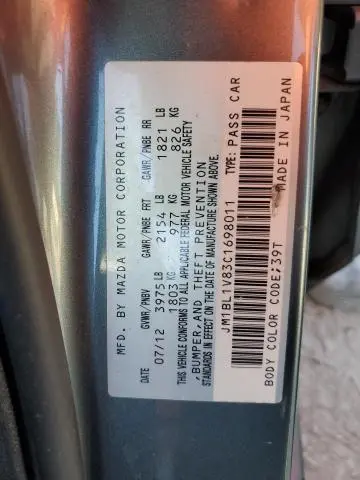 MFD. BY MAZDA MOTOR CORPORATION
GVWR/PNBV GAWR/PNBE FRT GAWR/PNBE RR
DATE 07/12 3975 LB 2154 LB 1821 LB
1803 KG 977 KG 826 KG
THIS VEHICLE CONFORMS TO ALL APPLICABLE FEDERAL MOTOR VEHICLE SAFETY
, BUMPER, AND THEFT PREVENTION
STANDARDS IN EFFECT ON THE DATE OF MANUFACTURE SHOWN ABOVE.
JM1BL1V83C1698011 TYPE: PASS CAR
BODY COLOR CODE;39T MADE IN JAPAN